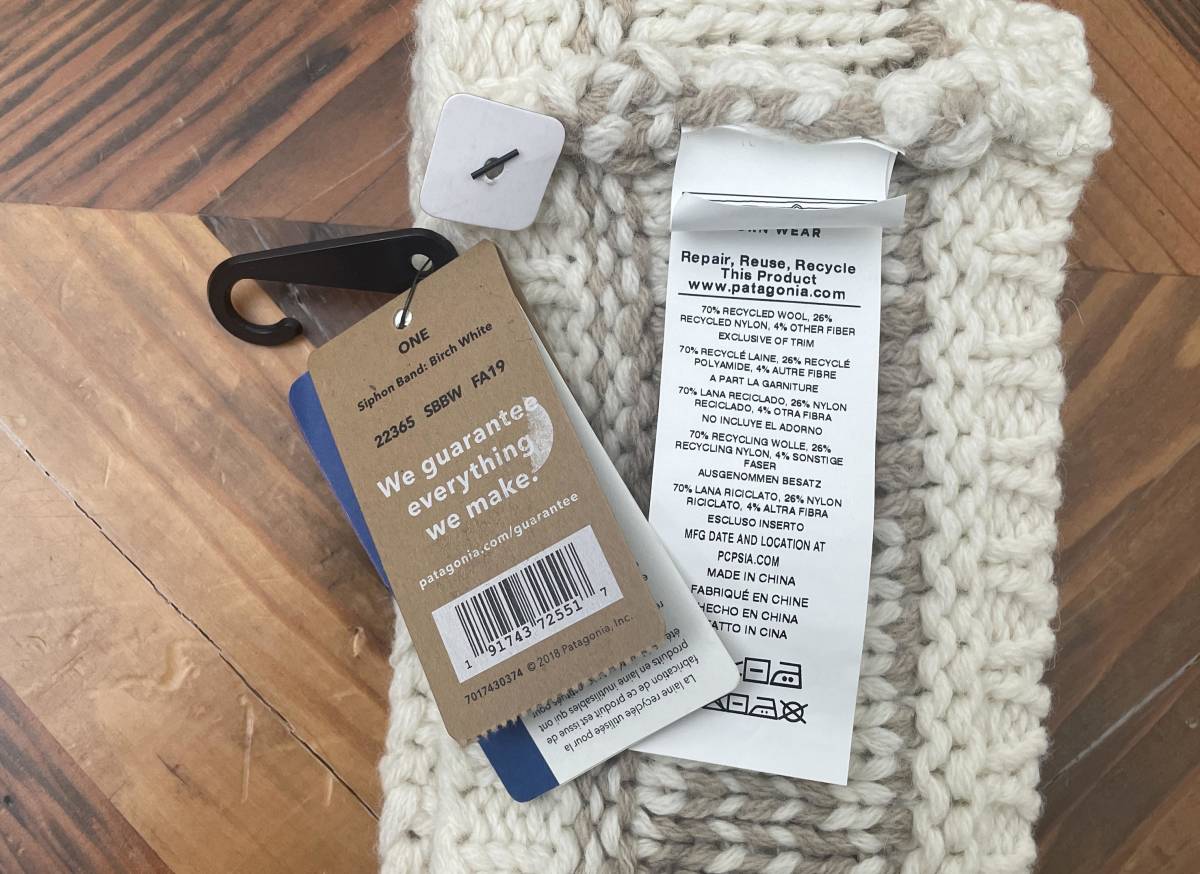 ONE
Siphon Band: Birch White
22365 SBBW FA19
We guarantee
everything
we make.
patagonia.com/guarantee
1 91743 72551 7
7017430374 © 2018 Patagonia, Inc.
La laine recyclée utilisée pour la
fabrication de ce produit est issue de
produits en laine inutilisables qui ont
été
WEAR
Repair, Reuse, Recycle
This Product
www.patagonia.com
70% RECYCLED WOOL, 26%
RECYCLED NYLON, 4% OTHER FIBER
EXCLUSIVE OF TRIM
70% RECYCLÉ LAINE, 26% RECYCLÉ
POLYAMIDE, 4% AUTRE FIBRE
A PART LA GARNITURE
70% LANA RECICLADO, 26% NYLON
RECICLADO, 4% OTRA FIBRA
NO INCLUYE EL ADORNO
70% RECYCLING WOLLE, 26%
RECYCLING NYLON, 4% SONSTIGE
FASER
AUSGENOMMEN BESATZ
70% LANA RICICLATO, 26% NYLON
RICICLATO, 4% ALTRA FIBRA
ESCLUSO INSERTO
MFG DATE AND LOCATION AT
PCPSIA.COM
MADE IN CHINA
FABRIQUÉ EN CHINE
HECHO EN CHINA
FATTO IN CINA